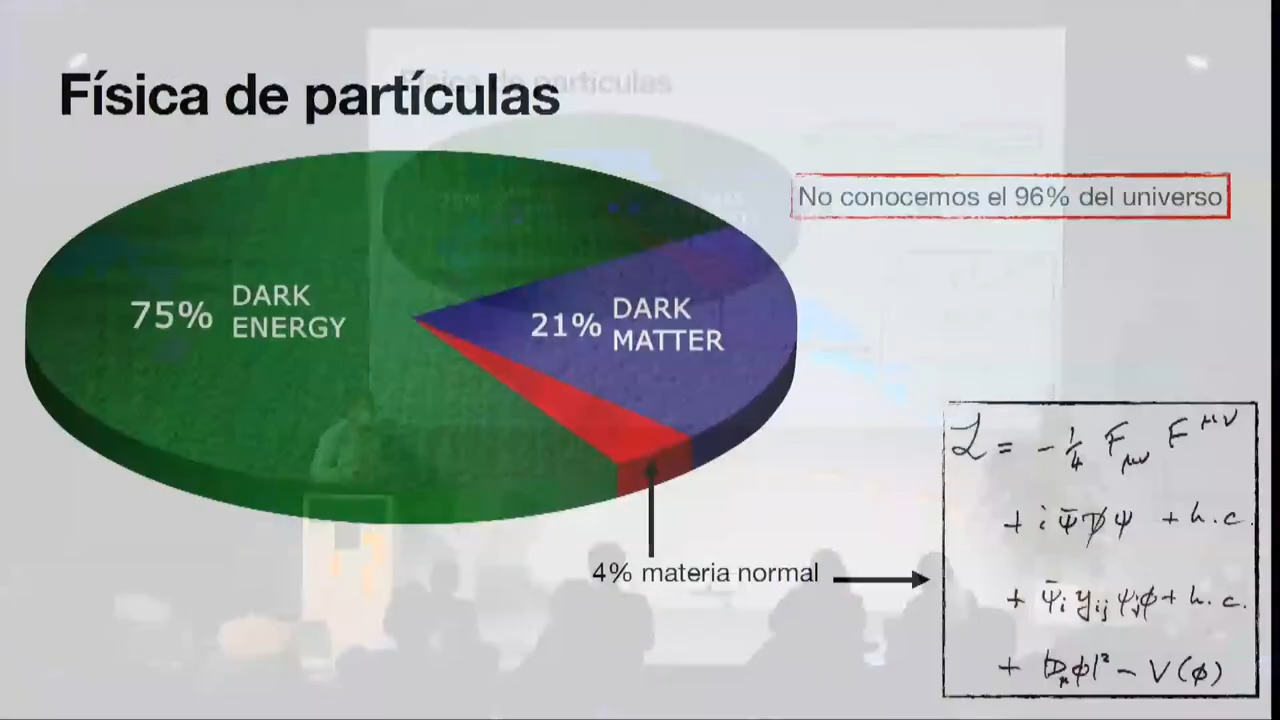 Física de partículas
No conocemos el 96% del universo
75% DARK ENERGY
21% DARK MATTER
4% materia normal
ℒ = -¼ F_μν F^μν
+ i ψ̄ D̸ ψ + h.c.
+ ψ̄_i y_ij ψ_j φ + h.c.
+ |D_μ φ|² - V(φ)